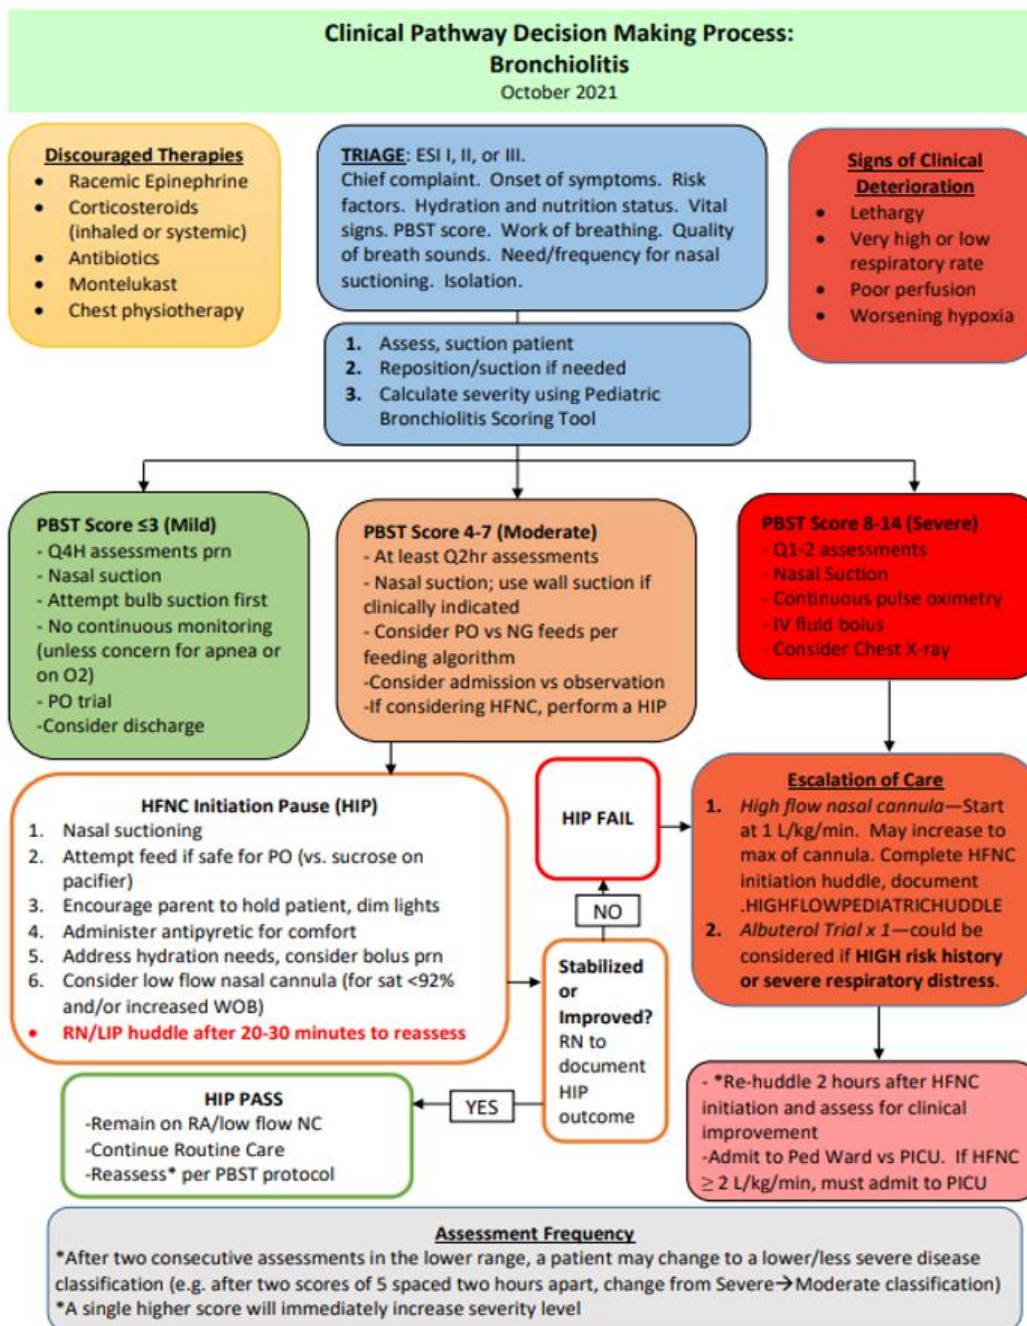 Clinical Pathway Decision Making Process:
Bronchiolitis
October 2021
Discouraged Therapies
• Racemic Epinephrine
• Corticosteroids
(inhaled or systemic)
• Antibiotics
• Montelukast
• Chest physiotherapy
TRIAGE: ESI I, II, or III.
Chief complaint. Onset of symptoms. Risk
factors. Hydration and nutrition status. Vital
signs. PBST score. Work of breathing. Quality
of breath sounds. Need/frequency for nasal
suctioning. Isolation.
Signs of Clinical
Deterioration
• Lethargy
• Very high or low
respiratory rate
• Poor perfusion
• Worsening hypoxia
1. Assess, suction patient
2. Reposition/suction if needed
3. Calculate severity using Pediatric
Bronchiolitis Scoring Tool
PBST Score ≤3 (Mild)
- Q4H assessments prn
- Nasal suction
- Attempt bulb suction first
- No continuous monitoring
(unless concern for apnea or
on O2)
- PO trial
-Consider discharge
PBST Score 4-7 (Moderate)
- At least Q2hr assessments
- Nasal suction; use wall suction if
clinically indicated
- Consider PO vs NG feeds per
feeding algorithm
-Consider admission vs observation
-If considering HFNC, perform a HIP
PBST Score 8-14 (Severe)
- Q1-2 assessments
- Nasal Suction
- Continuous pulse oximetry
- IV fluid bolus
- Consider Chest X-ray
HFNC Initiation Pause (HIP)
1. Nasal suctioning
2. Attempt feed if safe for PO (vs. sucrose on
pacifier)
3. Encourage parent to hold patient, dim lights
4. Administer antipyretic for comfort
5. Address hydration needs, consider bolus prn
6. Consider low flow nasal cannula (for sat <92%
and/or increased WOB)
• RN/LIP huddle after 20-30 minutes to reassess
HIP FAIL
NO
Stabilized
or
Improved?
RN to
document
HIP
outcome
YES
HIP PASS
-Remain on RA/low flow NC
-Continue Routine Care
-Reassess* per PBST protocol
Escalation of Care
1. High flow nasal cannula—Start
at 1 L/kg/min. May increase to
max of cannula. Complete HFNC
initiation huddle, document
.HIGHFLOWPEDIATRICHUDDLE
2. Albuterol Trial x 1—could be
considered if HIGH risk history
or severe respiratory distress.
- *Re-huddle 2 hours after HFNC
initiation and assess for clinical
improvement
-Admit to Ped Ward vs PICU. If HFNC
≥ 2 L/kg/min, must admit to PICU
Assessment Frequency
*After two consecutive assessments in the lower range, a patient may change to a lower/less severe disease
classification (e.g. after two scores of 5 spaced two hours apart, change from Severe→Moderate classification)
*A single higher score will immediately increase severity level